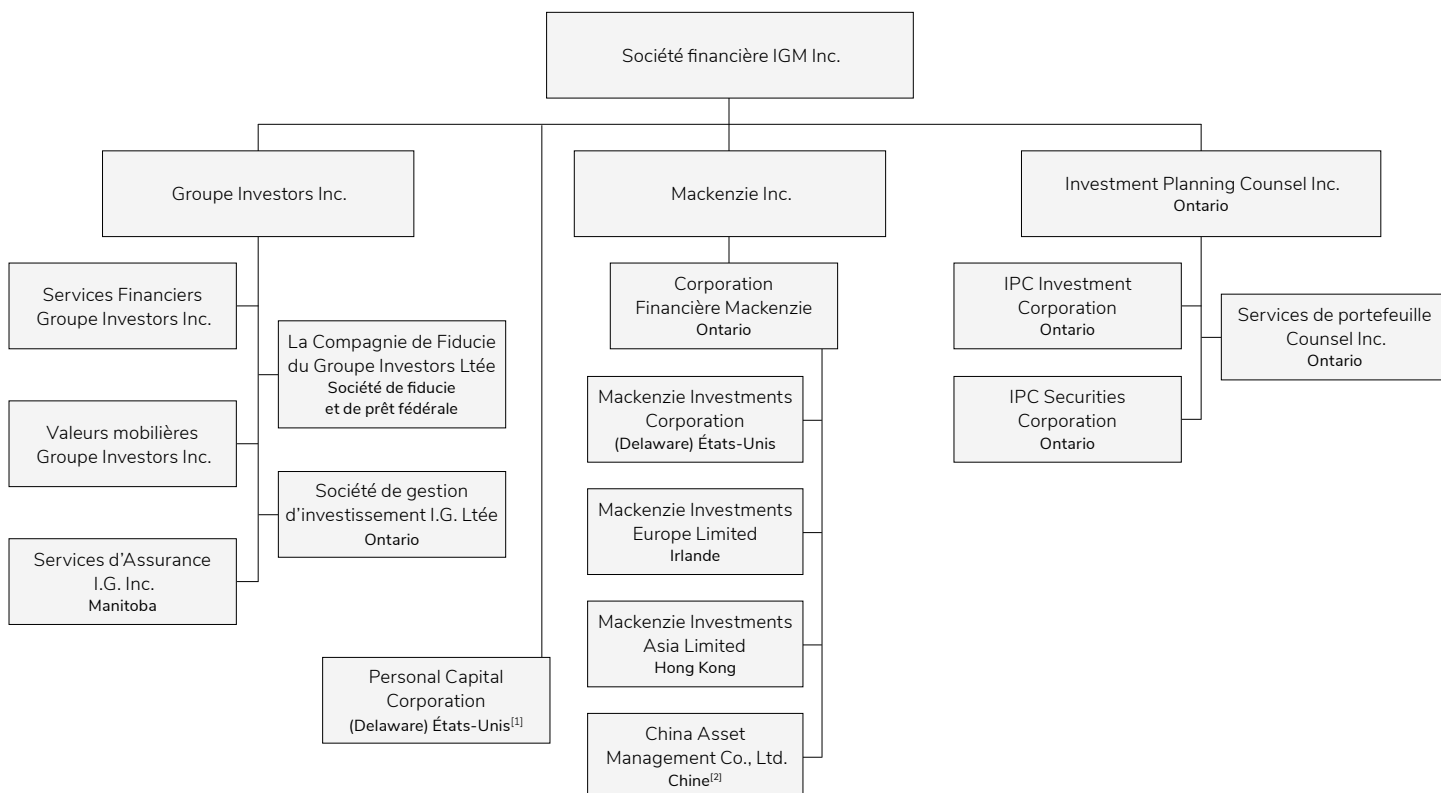 Société financière IGM Inc.
Groupe Investors Inc.
Mackenzie Inc.
Investment Planning Counsel Inc.
Ontario
Services Financiers
Groupe Investors Inc.
La Compagnie de Fiducie
du Groupe Investors Ltée
Société de fiducie
et de prêt fédérale
Valeurs mobilières
Groupe Investors Inc.
Société de gestion
d’investissement I.G. Ltée
Ontario
Services d’Assurance
I.G. Inc.
Manitoba
Personal Capital
Corporation
(Delaware) États-Unis[1]
Corporation
Financière Mackenzie
Ontario
Mackenzie Investments
Corporation
(Delaware) États-Unis
Mackenzie Investments
Europe Limited
Irlande
Mackenzie Investments
Asia Limited
Hong Kong
China Asset
Management Co., Ltd.
Chine[2]
IPC Investment
Corporation
Ontario
Services de portefeuille
Counsel Inc.
Ontario
IPC Securities
Corporation
Ontario